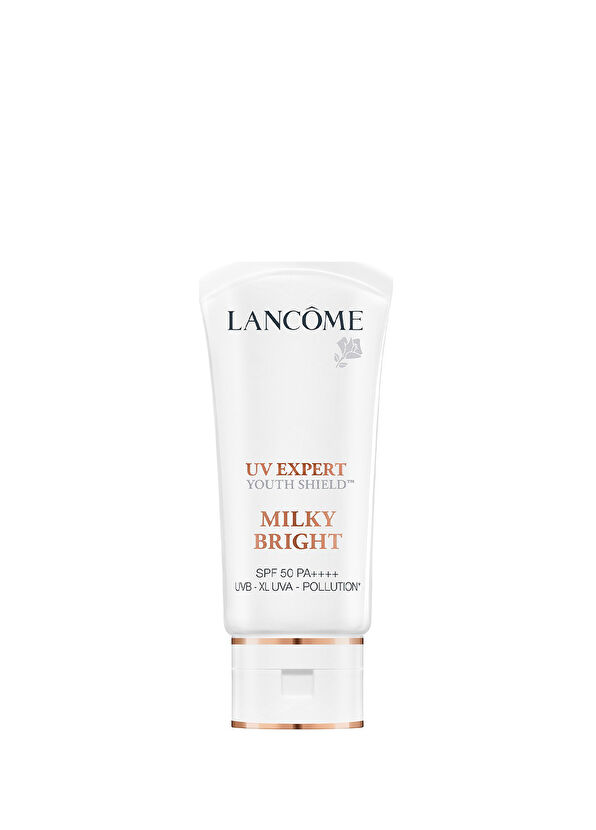 LANCÔME
UV EXPERT
YOUTH SHIELD™
MILKY
BRIGHT
SPF 50 PA++++
UVB - XL UVA - POLLUTION*